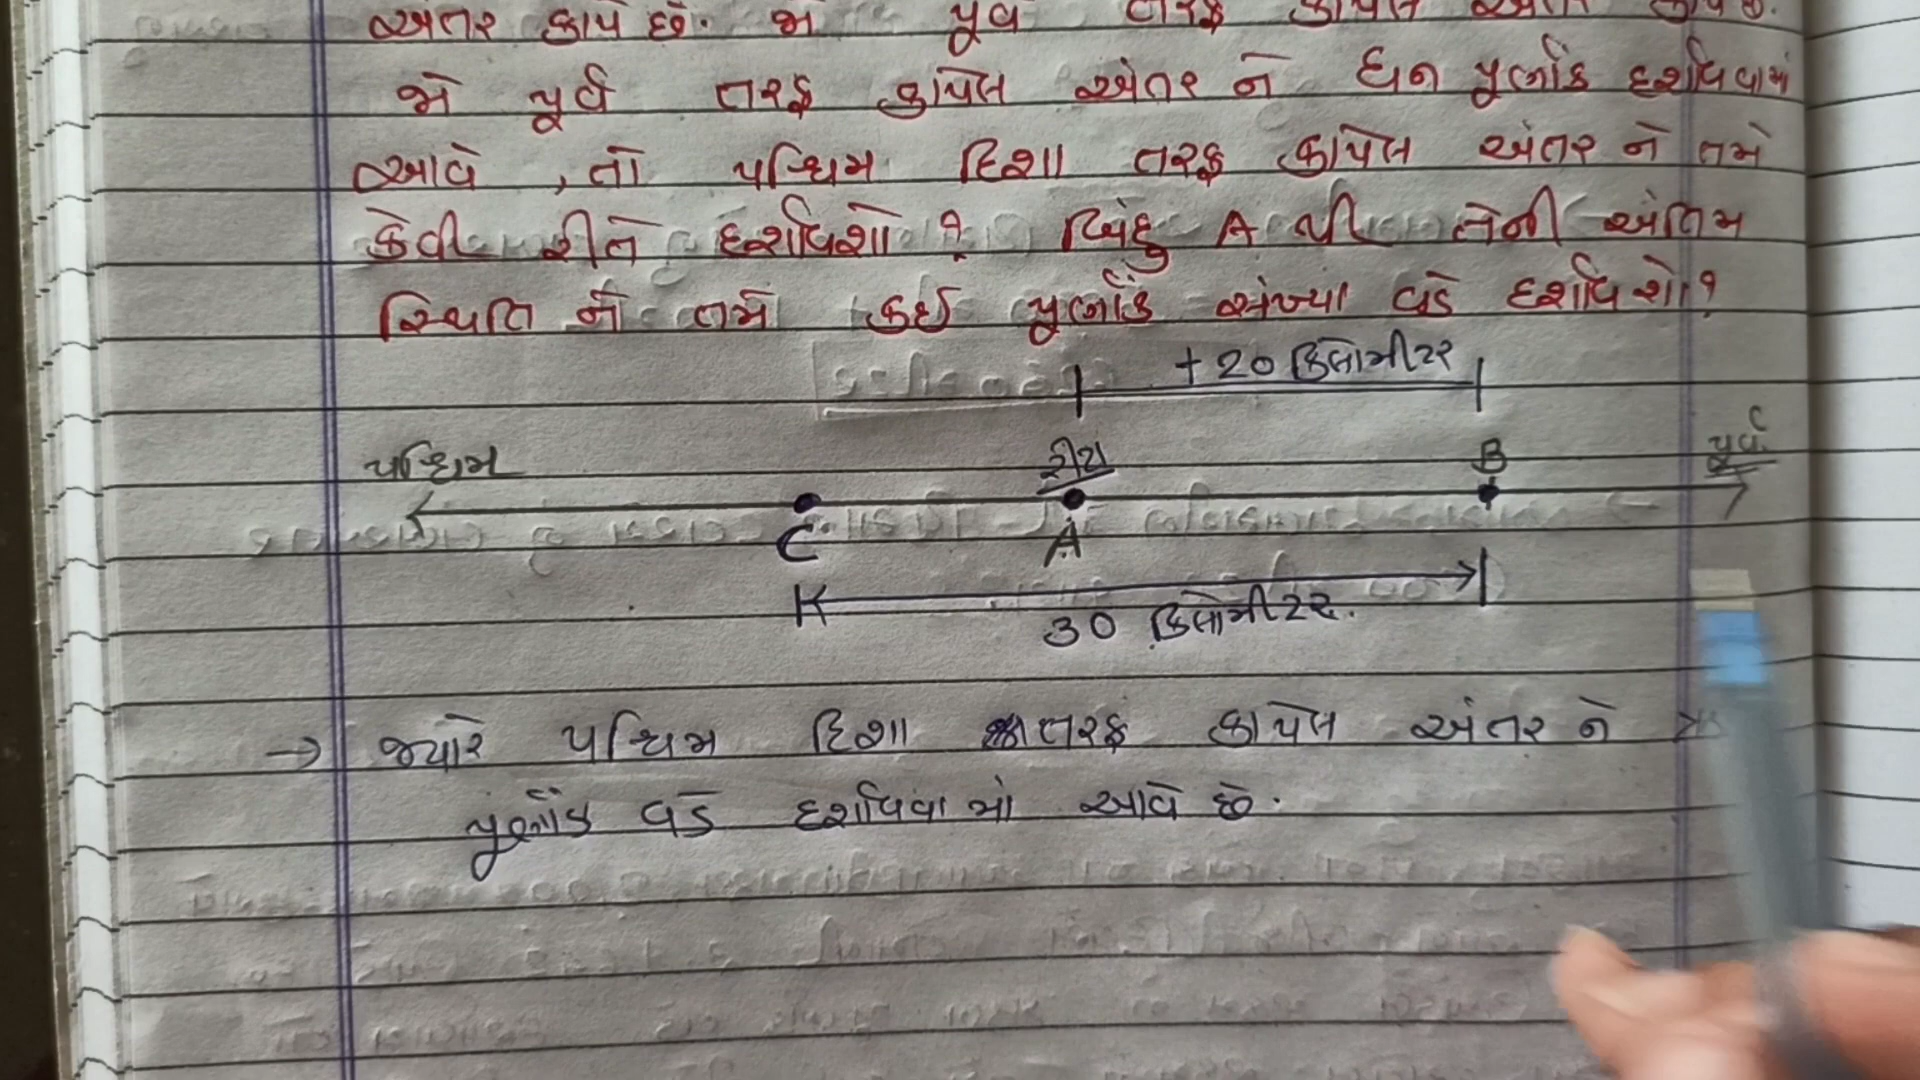 અંતર કાપે છે. જો પૂર્વ તરફ કાપેલ
જો પૂર્વ તરફ કાપેલ અંતર ને ધન પૂર્ણાંક દર્શાવવામાં
આવે , તો પશ્ચિમ દિશા તરફ કાપેલ અંતર ને તમે
કેવી રીતે દર્શાવશો ? બિંદુ A થી તેની અંતિમ
સ્થિતિ ને તમે કઈ પૂર્ણાંક સંખ્યા વડે દર્શાવશો ?
+ 20 કિલોમીટર
પશ્ચિમ રીટા B પૂર્વ
C A
30 કિલોમીટર.
→ જ્યારે પશ્ચિમ દિશા તરફ કાપેલ અંતર ને
પૂર્ણાંક વડે દર્શાવવામાં આવે છે.